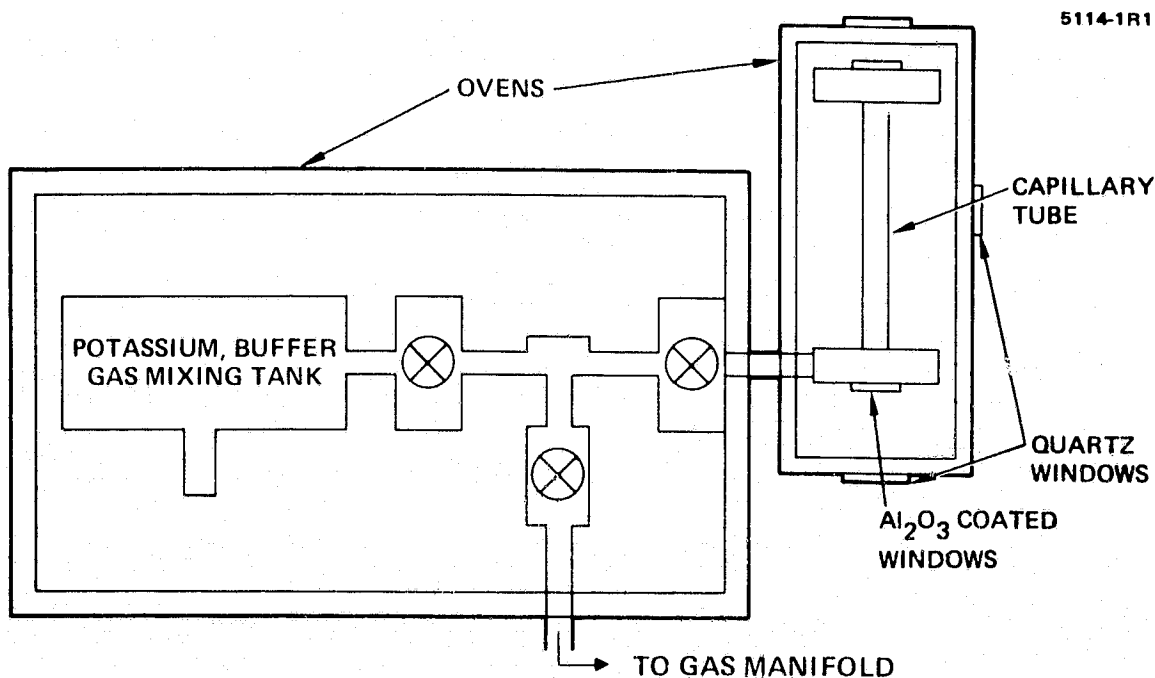 5114-1R1
OVENS
CAPILLARY
TUBE
POTASSIUM, BUFFER
GAS MIXING TANK
QUARTZ
WINDOWS
Al₂O₃ COATED
WINDOWS
TO GAS MANIFOLD